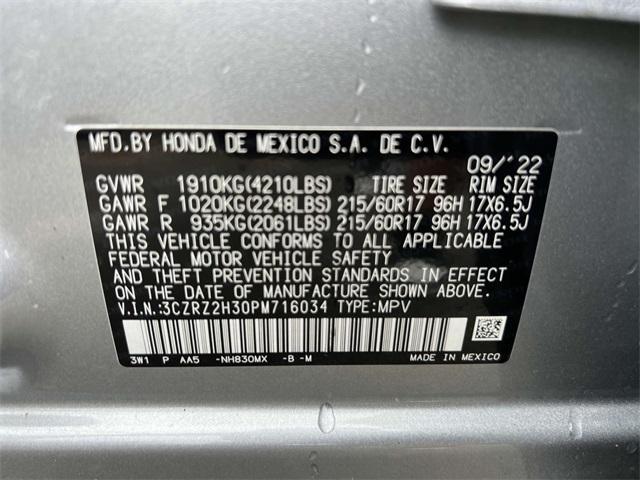 MFD.BY HONDA DE MEXICO S.A. DE C.V.
09/'22
GVWR 1910KG(4210LBS) TIRE SIZE RIM SIZE
GAWR F 1020KG(2248LBS) 215/60R17 96H 17X6.5J
GAWR R 935KG(2061LBS) 215/60R17 96H 17X6.5J
THIS VEHICLE CONFORMS TO ALL APPLICABLE
FEDERAL MOTOR VEHICLE SAFETY
AND THEFT PREVENTION STANDARDS IN EFFECT
ON THE DATE OF MANUFACTURE SHOWN ABOVE.
V.I.N.:3CZRZ2H30PM716034 TYPE:MPV
3W1 P AA5 -NH830MX -B -M MADE IN MEXICO